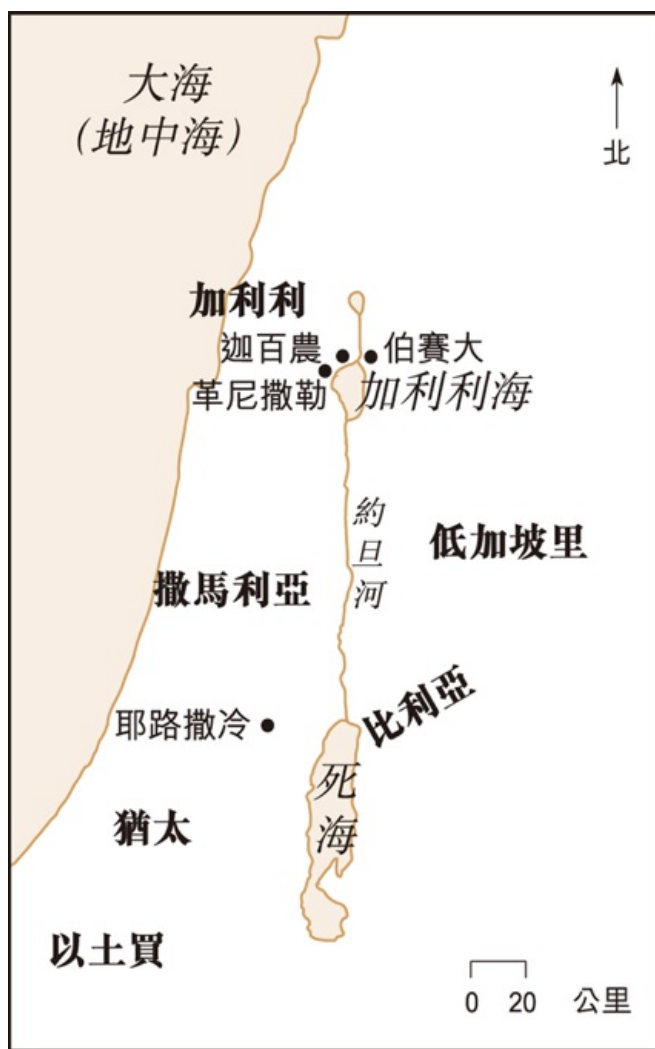 大海
(地中海)
北
加利利
迦百農
伯賽大
革尼撒勒
加利利海
約旦河
低加坡里
撒馬利亞
比利亞
耶路撒冷
死海
猶太
以土買
0 20 公里